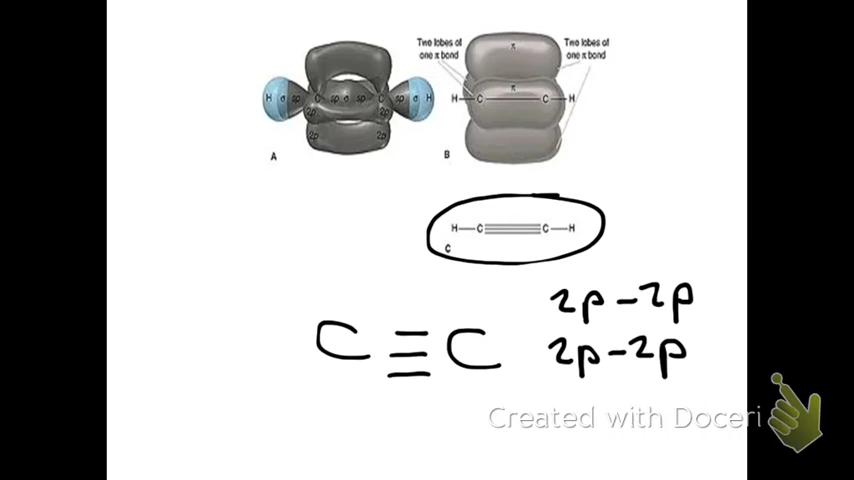 Two lobes of
one π bond
Two lobes of
one π bond
H σ sp C sp σ sp C sp σ H
2p 2p
2p 2p
A
π
π
H C C H
B
H C C H
C
C ≡ C
2p - 2p
2p - 2p
Created with Doceri